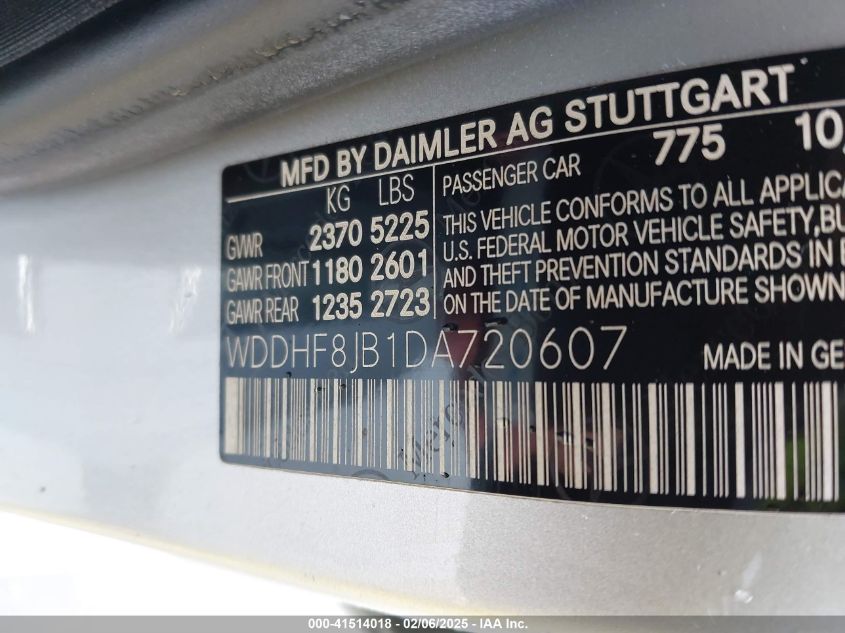 MFD BY DAIMLER AG STUTTGART
KG LBS
GVWR 2370 5225
GAWR FRONT 1180 2601
GAWR REAR 1235 2723
775 10
PASSENGER CAR
THIS VEHICLE CONFORMS TO ALL APPLICA
U.S. FEDERAL MOTOR VEHICLE SAFETY, BU
AND THEFT PREVENTION STANDARDS IN E
ON THE DATE OF MANUFACTURE SHOWN
WDDHF8JB1DA720607
MADE IN GE
000-41514018 - 02/06/2025 - IAA Inc.